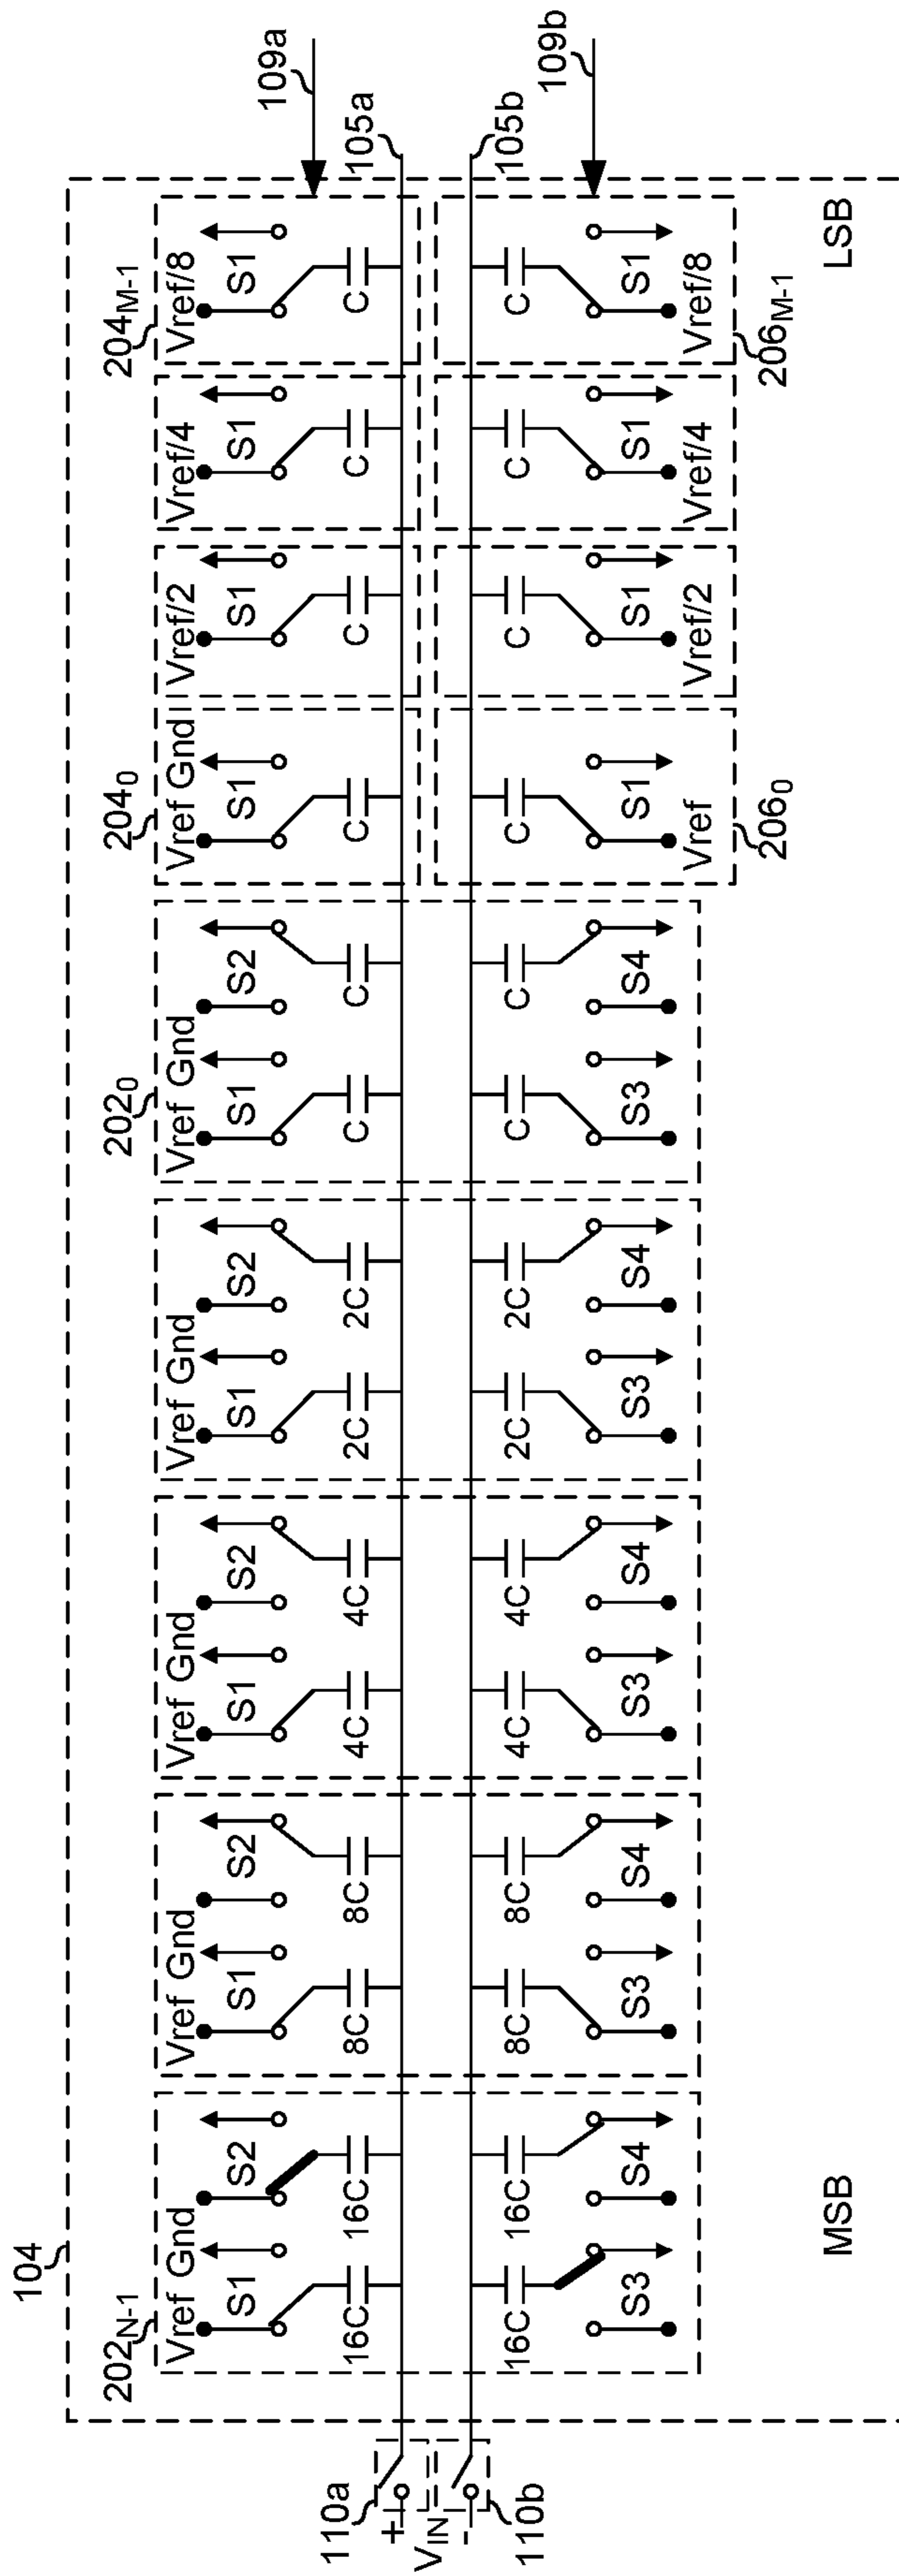 104
202N-1 2020 2040 204M-1
Vref Gnd Vref Gnd Vref Gnd Vref Gnd Vref Gnd Vref Gnd Vref/2 Vref/4 Vref/8
S1 S2 S1 S2 S1 S2 S1 S2 S1 S2 S1 S1 S1 S1
109a
16C 16C 8C 8C 4C 4C 2C 2C C C C C C C
110a
105a
+
VIN
-
105b
110b
16C 16C 8C 8C 4C 4C 2C 2C C C C C C C
109b
S3 S4 S3 S4 S3 S4 S3 S4 S3 S4 S1 S1 S1 S1
Vref Vref/2 Vref/4 Vref/8
2060 206M-1
MSB LSB